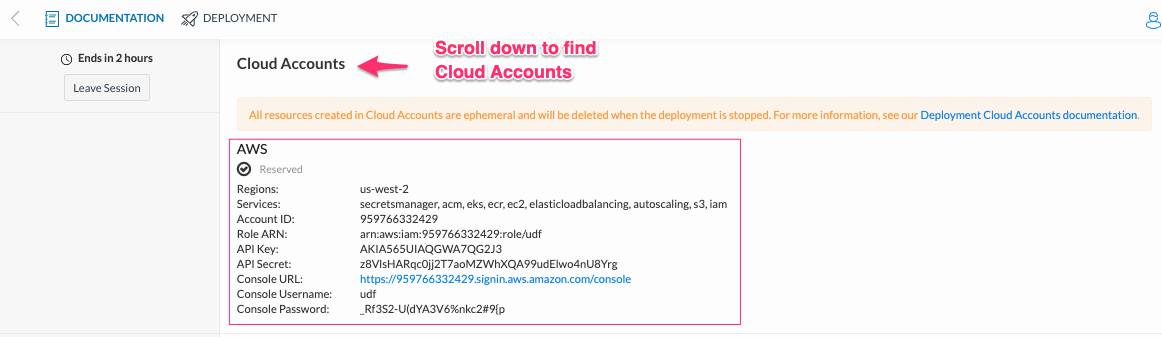 DOCUMENTATION
DEPLOYMENT
Ends in 2 hours
Leave Session
Cloud Accounts
Scroll down to find
Cloud Accounts
All resources created in Cloud Accounts are ephemeral and will be deleted when the deployment is stopped. For more information, see our Deployment Cloud Accounts documentation.
AWS
Reserved
Regions: us-west-2
Services: secretsmanager, acm, eks, ecr, ec2, elasticloadbalancing, autoscaling, s3, iam
Account ID: 959766332429
Role ARN: arn:aws:iam:959766332429:role/udf
API Key: AKIA565UIAQGWA7QG2J3
API Secret: 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
Console URL: https://959766332429.signin.aws.amazon.com/console
Console Username: udf
Console Password: _Rf3S2-U(dYA3V6%nkc2#9{p